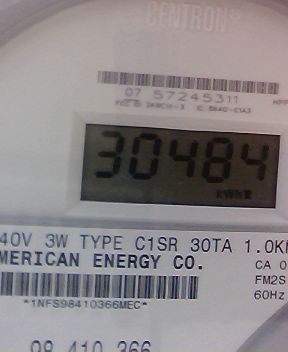 CENTRON®
07 57245311
30484
kWh
40V 3W TYPE C1SR 30TA 1.0K
MERICAN ENERGY CO.
CA 0
FM2S
60Hz
*1NFS98410366MEC*
98 410 366